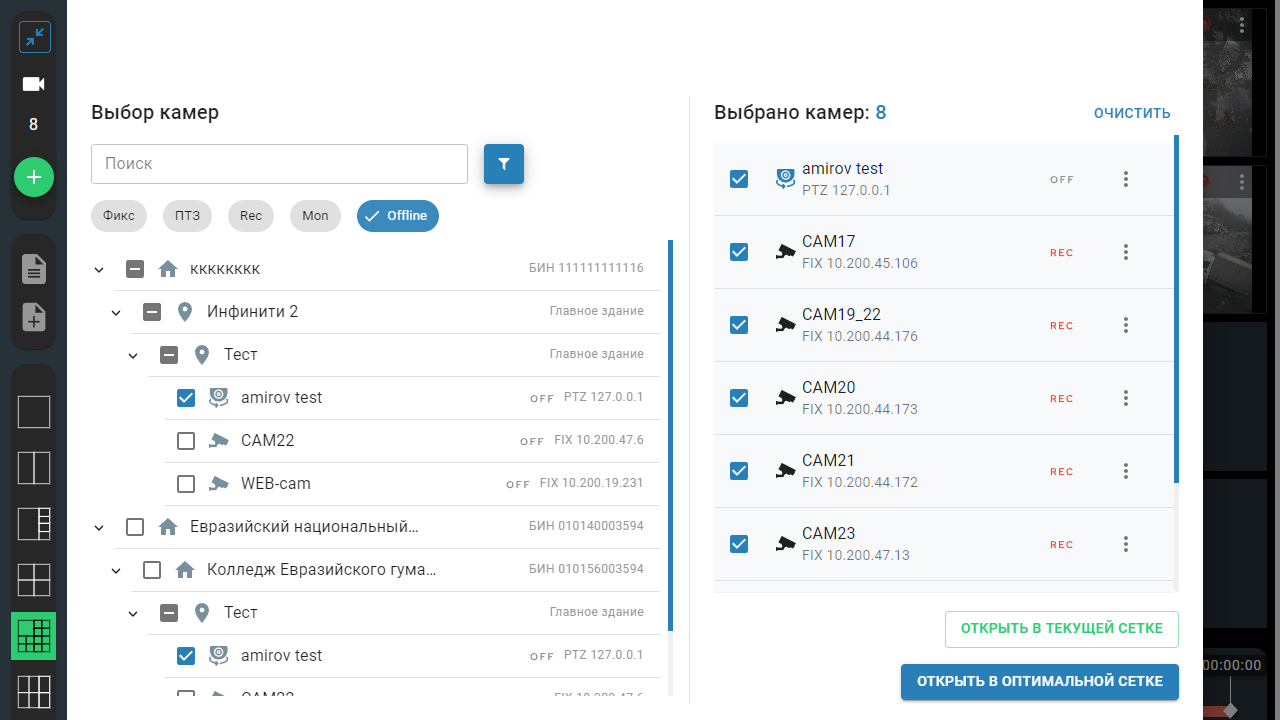 8
Выбор камер
Поиск
Фикс
ПТЗ
Rec
Mon
Offline
кккккккк
БИН 111111111116
Инфинити 2
Главное здание
Тест
Главное здание
amirov test
OFF PTZ 127.0.0.1
CAM22
OFF FIX 10.200.47.6
WEB-cam
OFF FIX 10.200.19.231
Евразийский национальный…
БИН 010140003594
Колледж Евразийского гума…
БИН 010156003594
Тест
Главное здание
amirov test
OFF PTZ 127.0.0.1
CAM22
FIX 10.200.47.6
Выбрано камер: 8
ОЧИСТИТЬ
amirov test
PTZ 127.0.0.1
OFF
CAM17
FIX 10.200.45.106
REC
CAM19_22
FIX 10.200.44.176
REC
CAM20
FIX 10.200.44.173
REC
CAM21
FIX 10.200.44.172
REC
CAM23
FIX 10.200.47.13
REC
ОТКРЫТЬ В ТЕКУЩЕЙ СЕТКЕ
ОТКРЫТЬ В ОПТИМАЛЬНОЙ СЕТКЕ
00:00:00